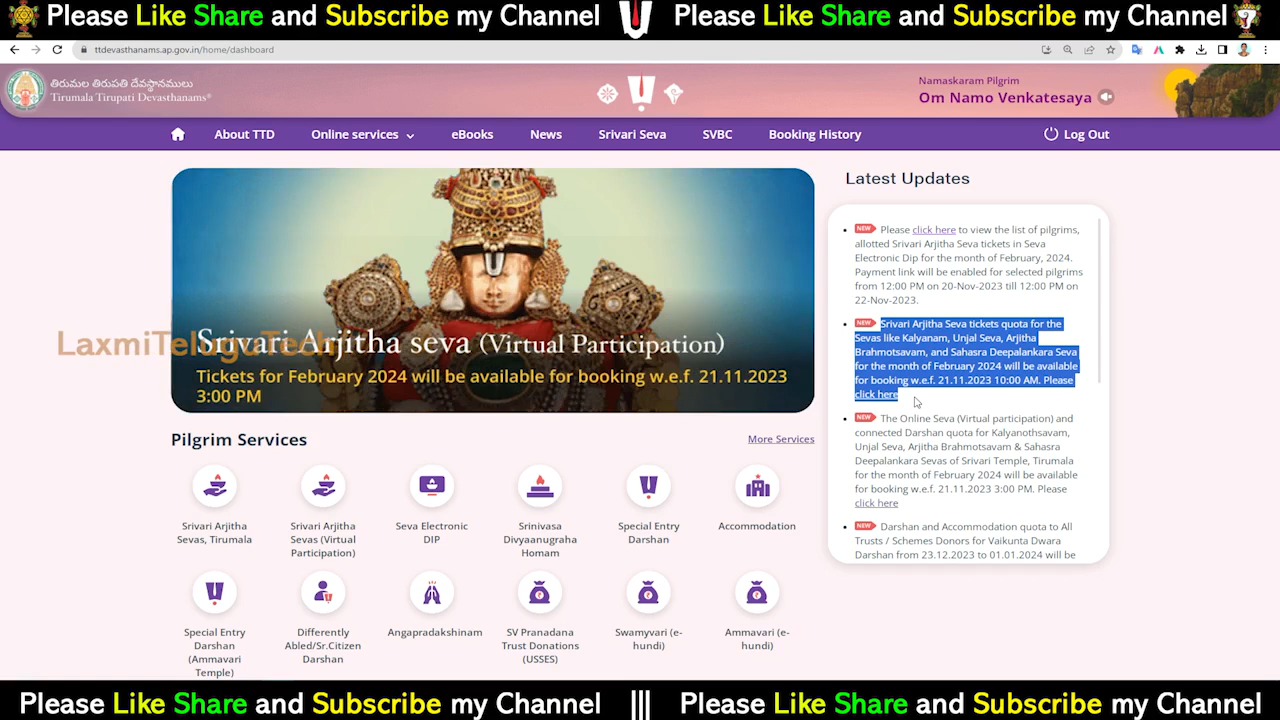 Please Like Share and Subscribe my Channel
Please Like Share and Subscribe my Channel
ttdevasthanams.ap.gov.in/home/dashboard
తిరుమల తిరుపతి దేవస్థానములు
Tirumala Tirupati Devasthanams
Namaskaram Pilgrim
Om Namo Venkatesaya
About TTD
Online services
eBooks
News
Srivari Seva
SVBC
Booking History
Log Out
LaxmiTeluguTech
Srivari Arjitha seva (Virtual Participation)
Tickets for February 2024 will be available for booking w.e.f. 21.11.2023
3:00 PM
Latest Updates
NEW Please click here to view the list of pilgrims,
allotted Srivari Arjitha Seva tickets in Seva
Electronic Dip for the month of February, 2024.
Payment link will be enabled for selected pilgrims
from 12:00 PM on 20-Nov-2023 till 12:00 PM on
22-Nov-2023.
NEW Srivari Arjitha Seva tickets quota for the
Sevas like Kalyanam, Unjal Seva, Arjitha
Brahmotsavam, and Sahasra Deepalankara Seva
for the month of February 2024 will be available
for booking w.e.f. 21.11.2023 10:00 AM. Please
click here
NEW The Online Seva (Virtual participation) and
connected Darshan quota for Kalyanothsavam,
Unjal Seva, Arjitha Brahmotsavam & Sahasra
Deepalankara Sevas of Srivari Temple, Tirumala
for the month of February 2024 will be available
for booking w.e.f. 21.11.2023 3:00 PM. Please
click here
NEW Darshan and Accommodation quota to All
Trusts / Schemes Donors for Vaikunta Dwara
Darshan from 23.12.2023 to 01.01.2024 will be
Pilgrim Services
More Services
Srivari Arjitha
Sevas, Tirumala
Srivari Arjitha
Sevas (Virtual
Participation)
Seva Electronic
DIP
Srinivasa
Divyaanugraha
Homam
Special Entry
Darshan
Accommodation
Special Entry
Darshan
(Ammavari
Temple)
Differently
Abled/Sr.Citizen
Darshan
Angapradakshinam
SV Pranadana
Trust Donations
(USSES)
Swamyvari (e-
hundi)
Ammavari (e-
hundi)
Please Like Share and Subscribe my Channel
|||
Please Like Share and Subscribe my Channel